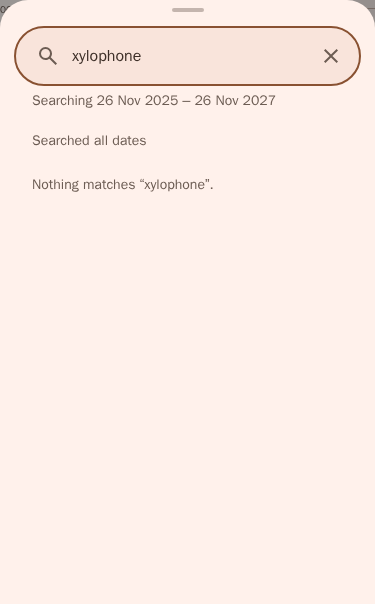 xylophone
Searching 26 Nov 2025 – 26 Nov 2027
Searched all dates
Nothing matches “xylophone”.